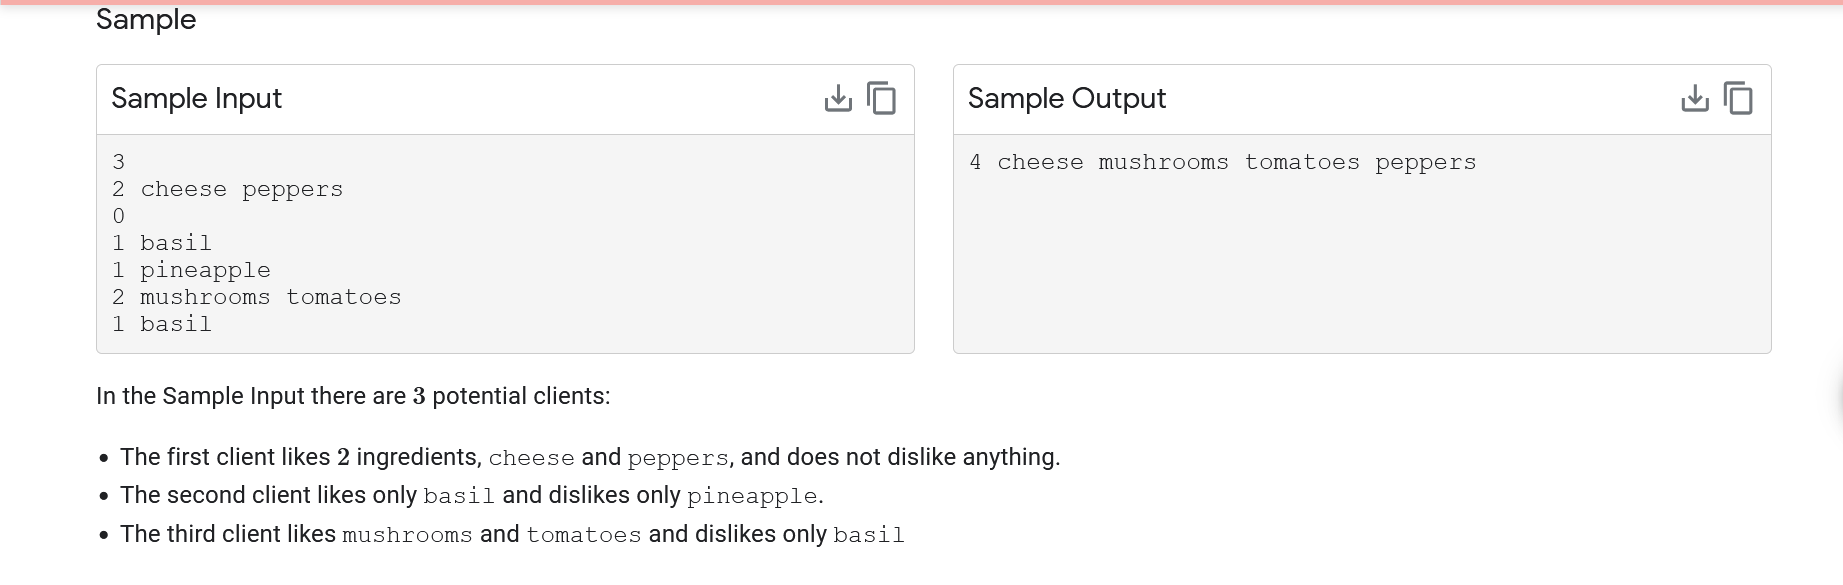 Sample
Sample Input
3
2 cheese peppers
0
1 basil
1 pineapple
2 mushrooms tomatoes
1 basil
Sample Output
4 cheese mushrooms tomatoes peppers
In the Sample Input there are 3 potential clients:
• The first client likes 2 ingredients, cheese and peppers, and does not dislike anything.
• The second client likes only basil and dislikes only pineapple.
• The third client likes mushrooms and tomatoes and dislikes only basil